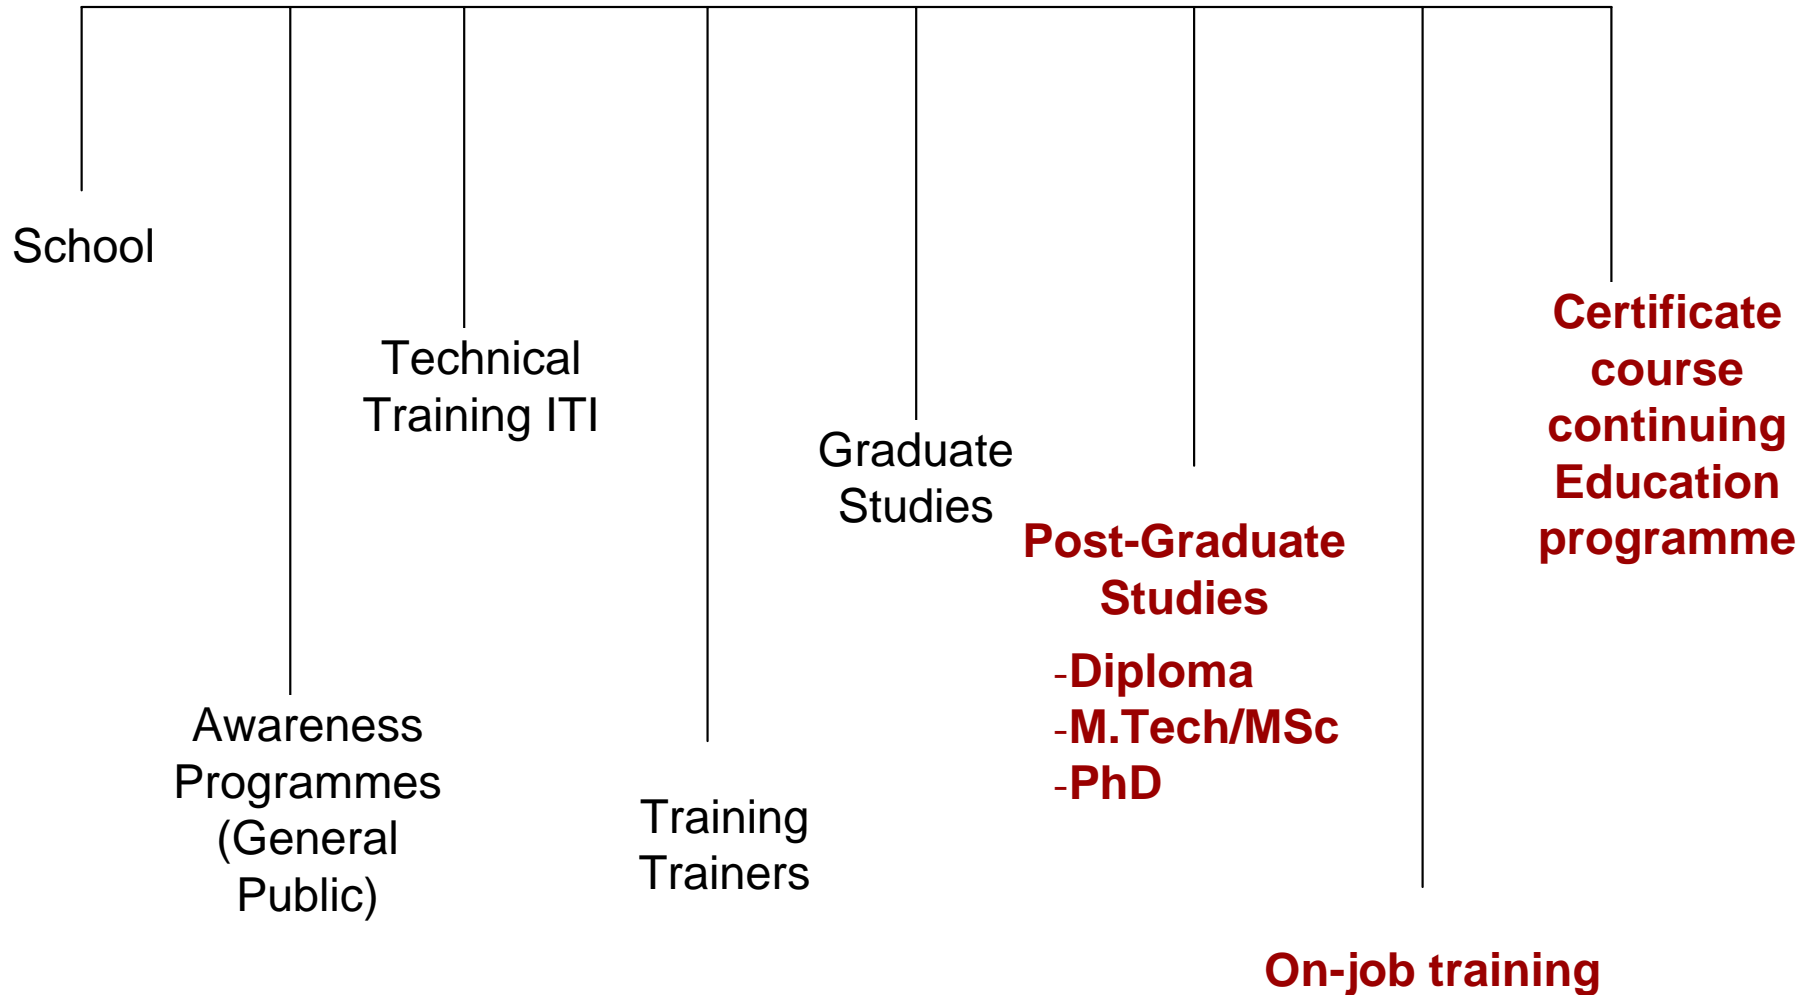 School
Awareness
Programmes
(General
Public)
Technical
Training ITI
Training
Trainers
Graduate
Studies
Post-Graduate
Studies
-Diploma
-M.Tech/MSc
-PhD
On-job training
Certificate
course
continuing
Education
programme